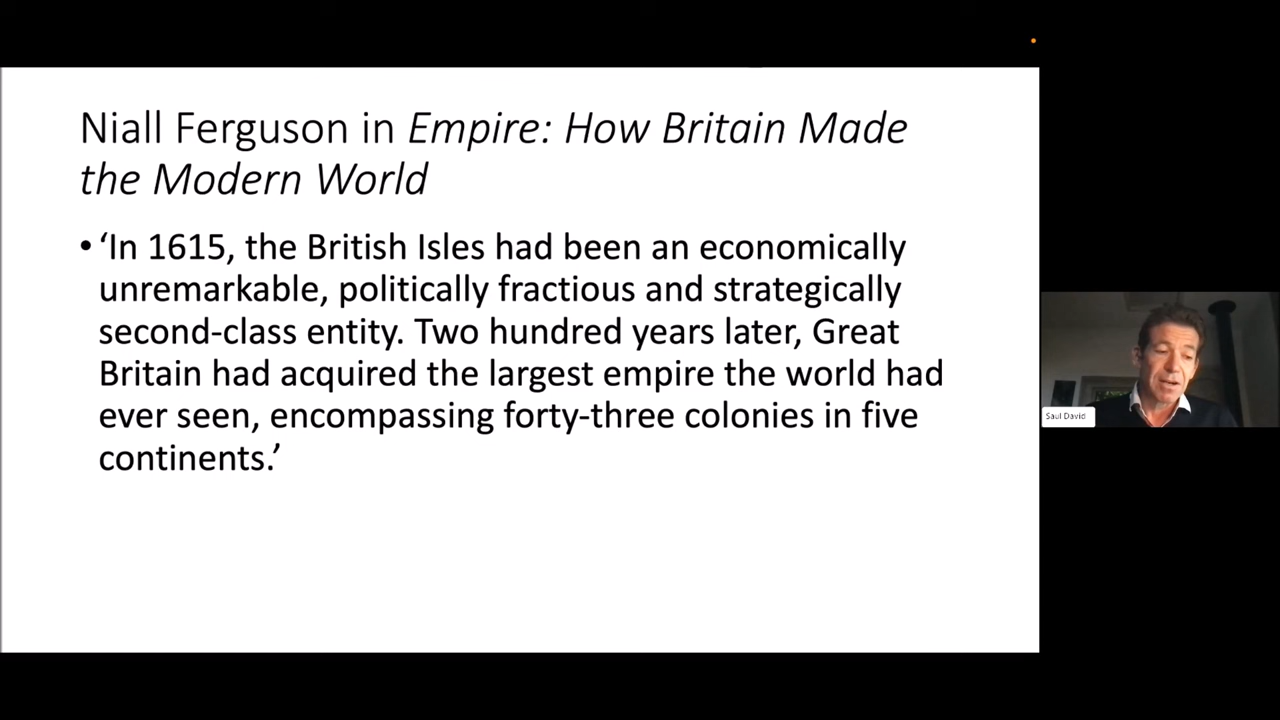 Niall Ferguson in Empire: How Britain Made
the Modern World
• ‘In 1615, the British Isles had been an economically
unremarkable, politically fractious and strategically
second-class entity. Two hundred years later, Great
Britain had acquired the largest empire the world had
ever seen, encompassing forty-three colonies in five
continents.’
Saul David